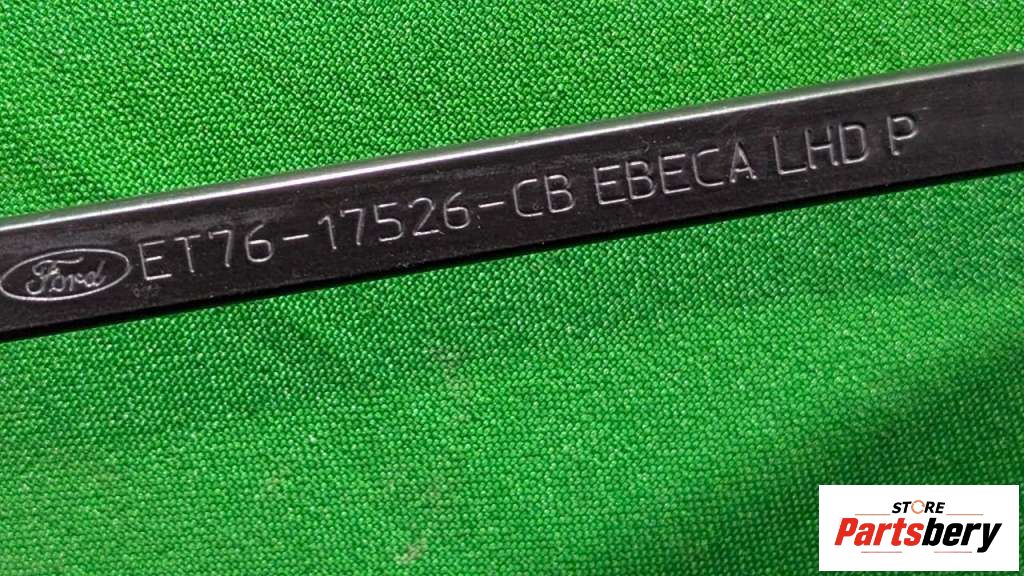 Ford ET76-17526-CB EBECA LHD P
STORE
Partsbery